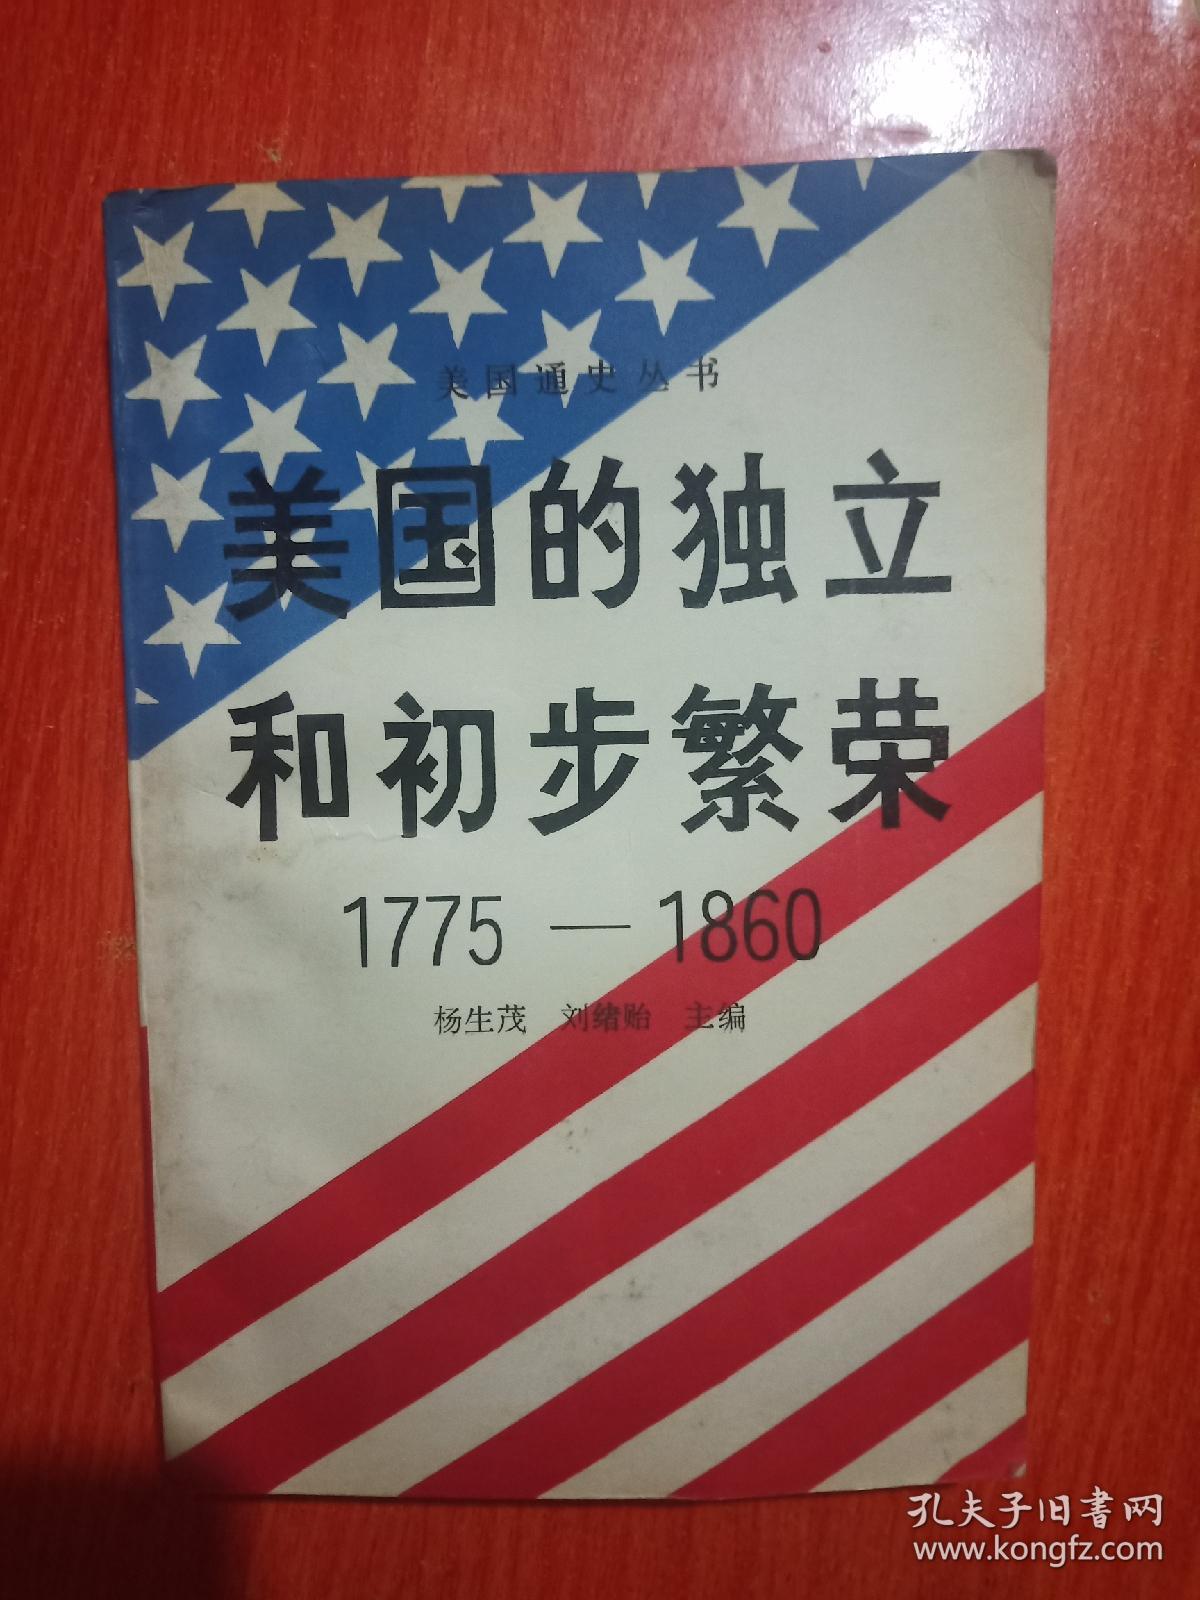 美国通史丛书
美国的独立
和初步繁荣
1775—1860
杨生茂 刘绪贻 主编
孔夫子旧书网
www.kongfz.com